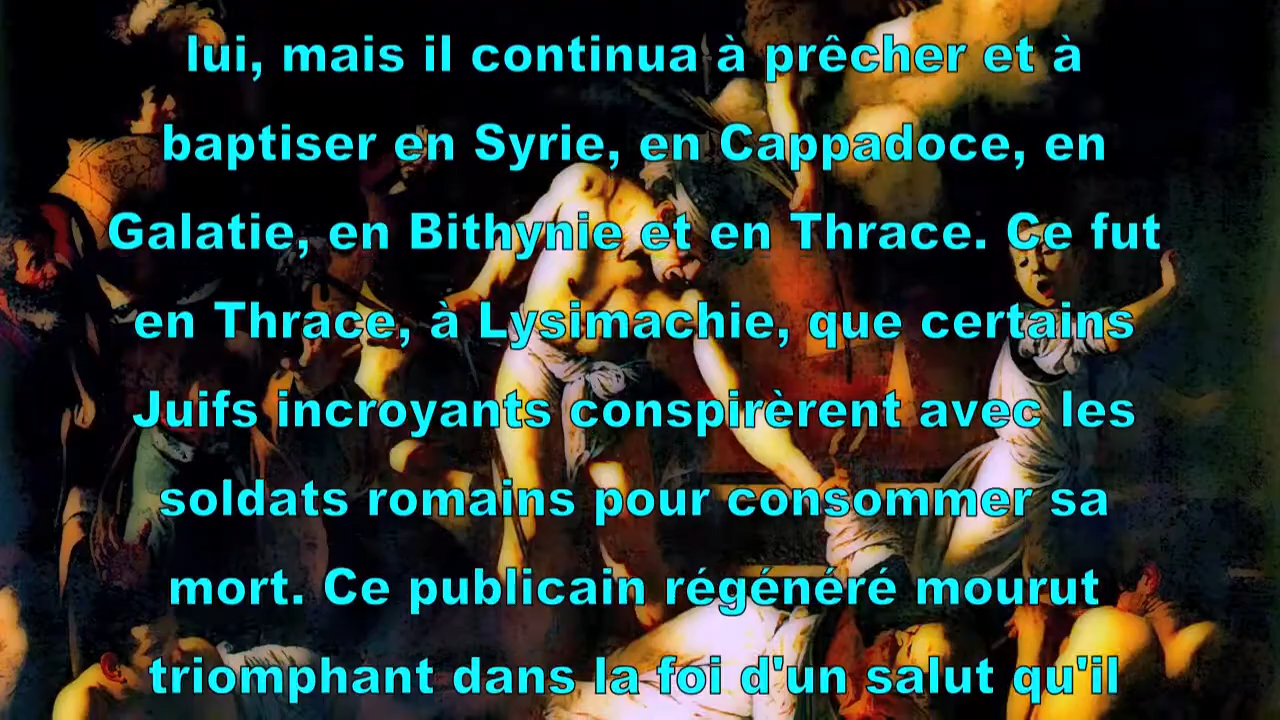 lui, mais il continua à prêcher et à
baptiser en Syrie, en Cappadoce, en
Galatie, en Bithynie et en Thrace. Ce fut
en Thrace, à Lysimachie, que certains
Juifs incroyants conspirèrent avec les
soldats romains pour consommer sa
mort. Ce publicain régénéré mourut
triomphant dans la foi d'un salut qu'il